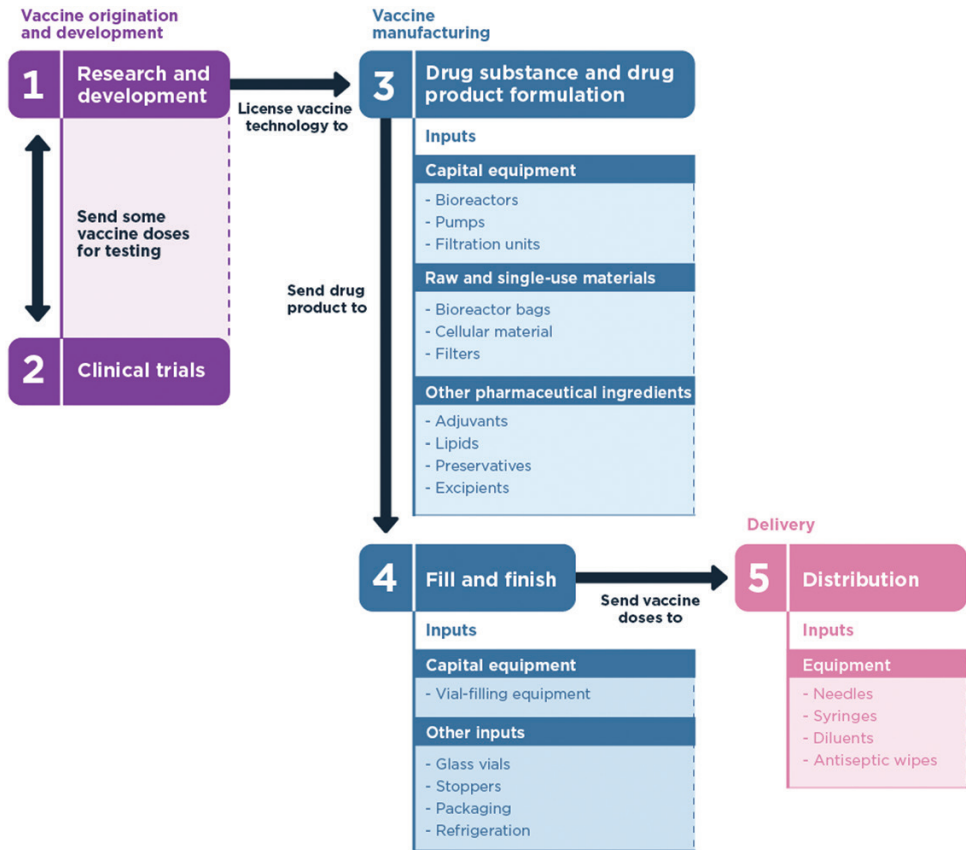 Vaccine origination
and development
1
Research and
development
License vaccine
technology to
Send some
vaccine doses
for testing
2
Clinical trials
Vaccine
manufacturing
3
Drug substance and drug
product formulation
Inputs
Capital equipment
- Bioreactors
- Pumps
- Filtration units
Raw and single-use materials
- Bioreactor bags
- Cellular material
- Filters
Other pharmaceutical ingredients
- Adjuvants
- Lipids
- Preservatives
- Excipients
Send drug
product to
4
Fill and finish
Inputs
Capital equipment
- Vial-filling equipment
Other inputs
- Glass vials
- Stoppers
- Packaging
- Refrigeration
Send vaccine
doses to
Delivery
5
Distribution
Inputs
Equipment
- Needles
- Syringes
- Diluents
- Antiseptic wipes